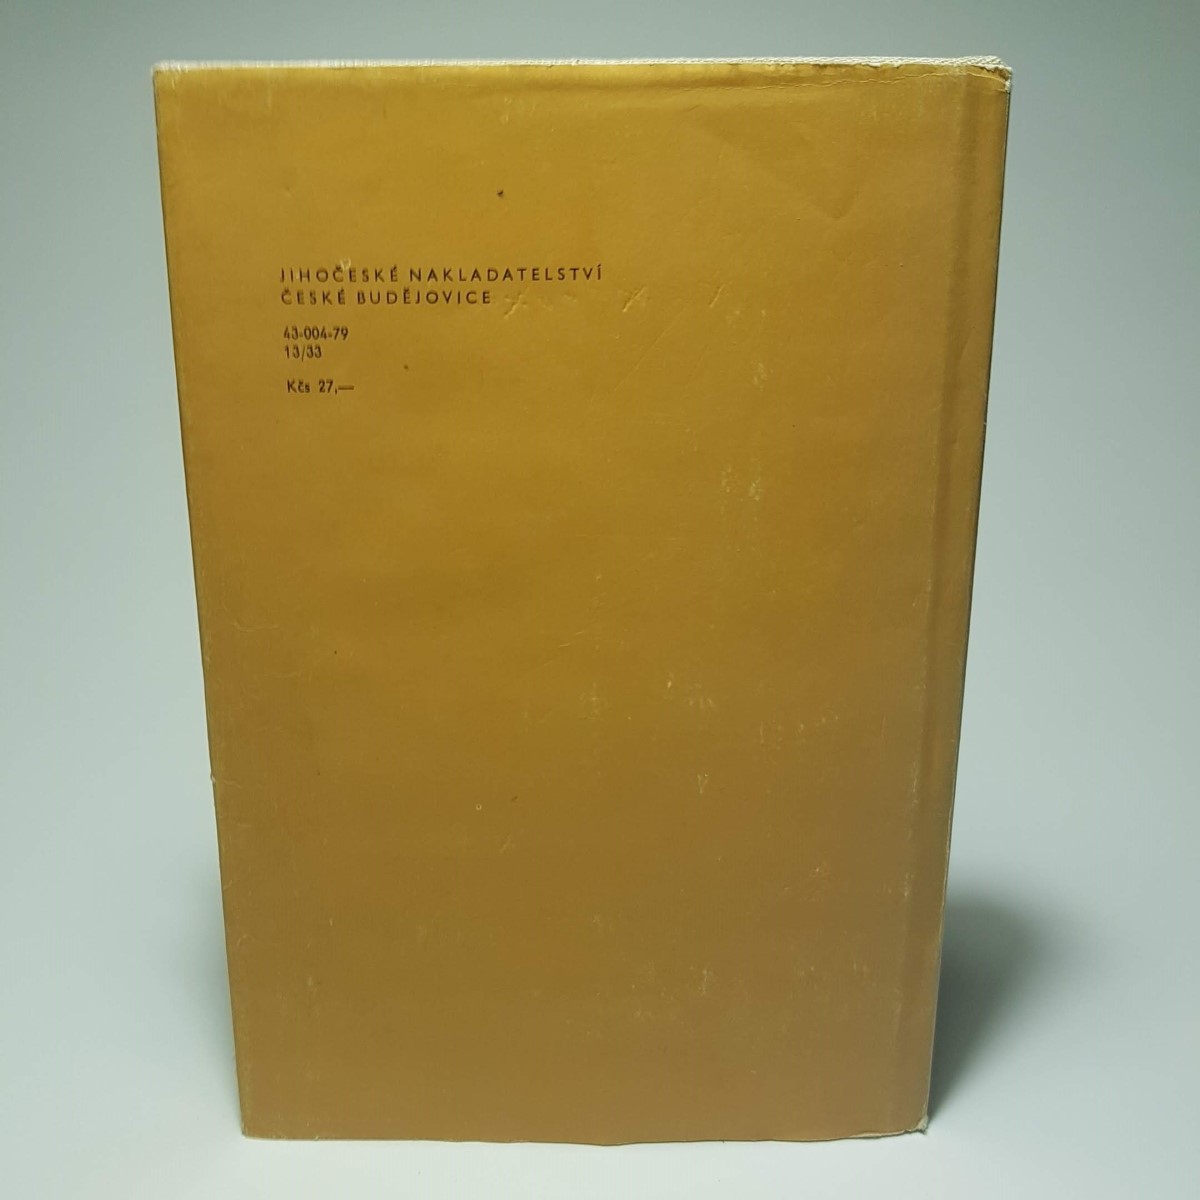 JIHOČESKÉ NAKLADATELSTVÍ
ČESKÉ BUDĚJOVICE
43-004-79
13/33
Kčs 27,—